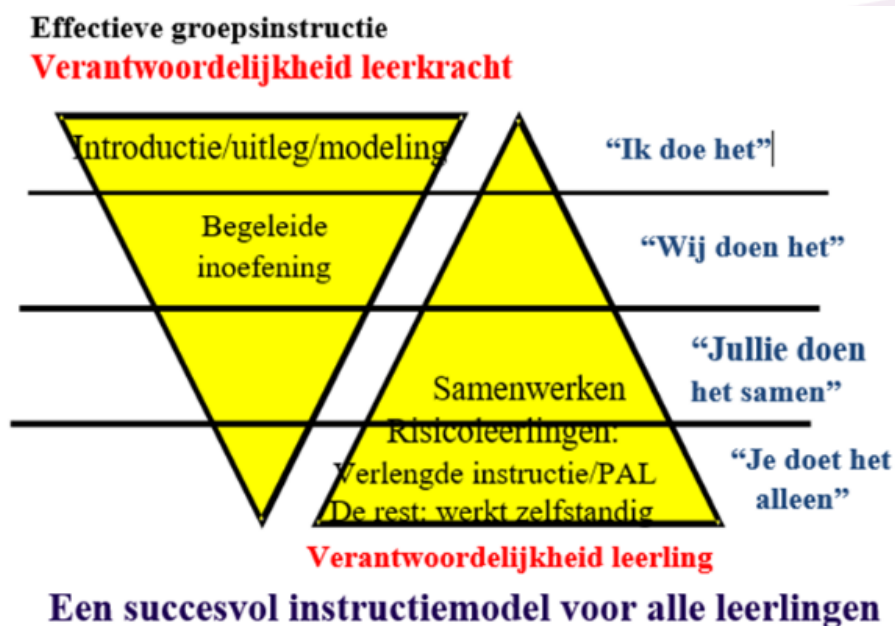 Effectieve groepsinstructie
Verantwoordelijkheid leerkracht
Introductie/uitleg/modeling
“Ik doe het”
Begeleide
inoefening
“Wij doen het”
“Jullie doen
het samen”
Samenwerken
Risicoleerlingen:
Verlengde instructie/PAL
De rest: werkt zelfstandig
“Je doet het
alleen”
Verantwoordelijkheid leerling
Een succesvol instructiemodel voor alle leerlingen